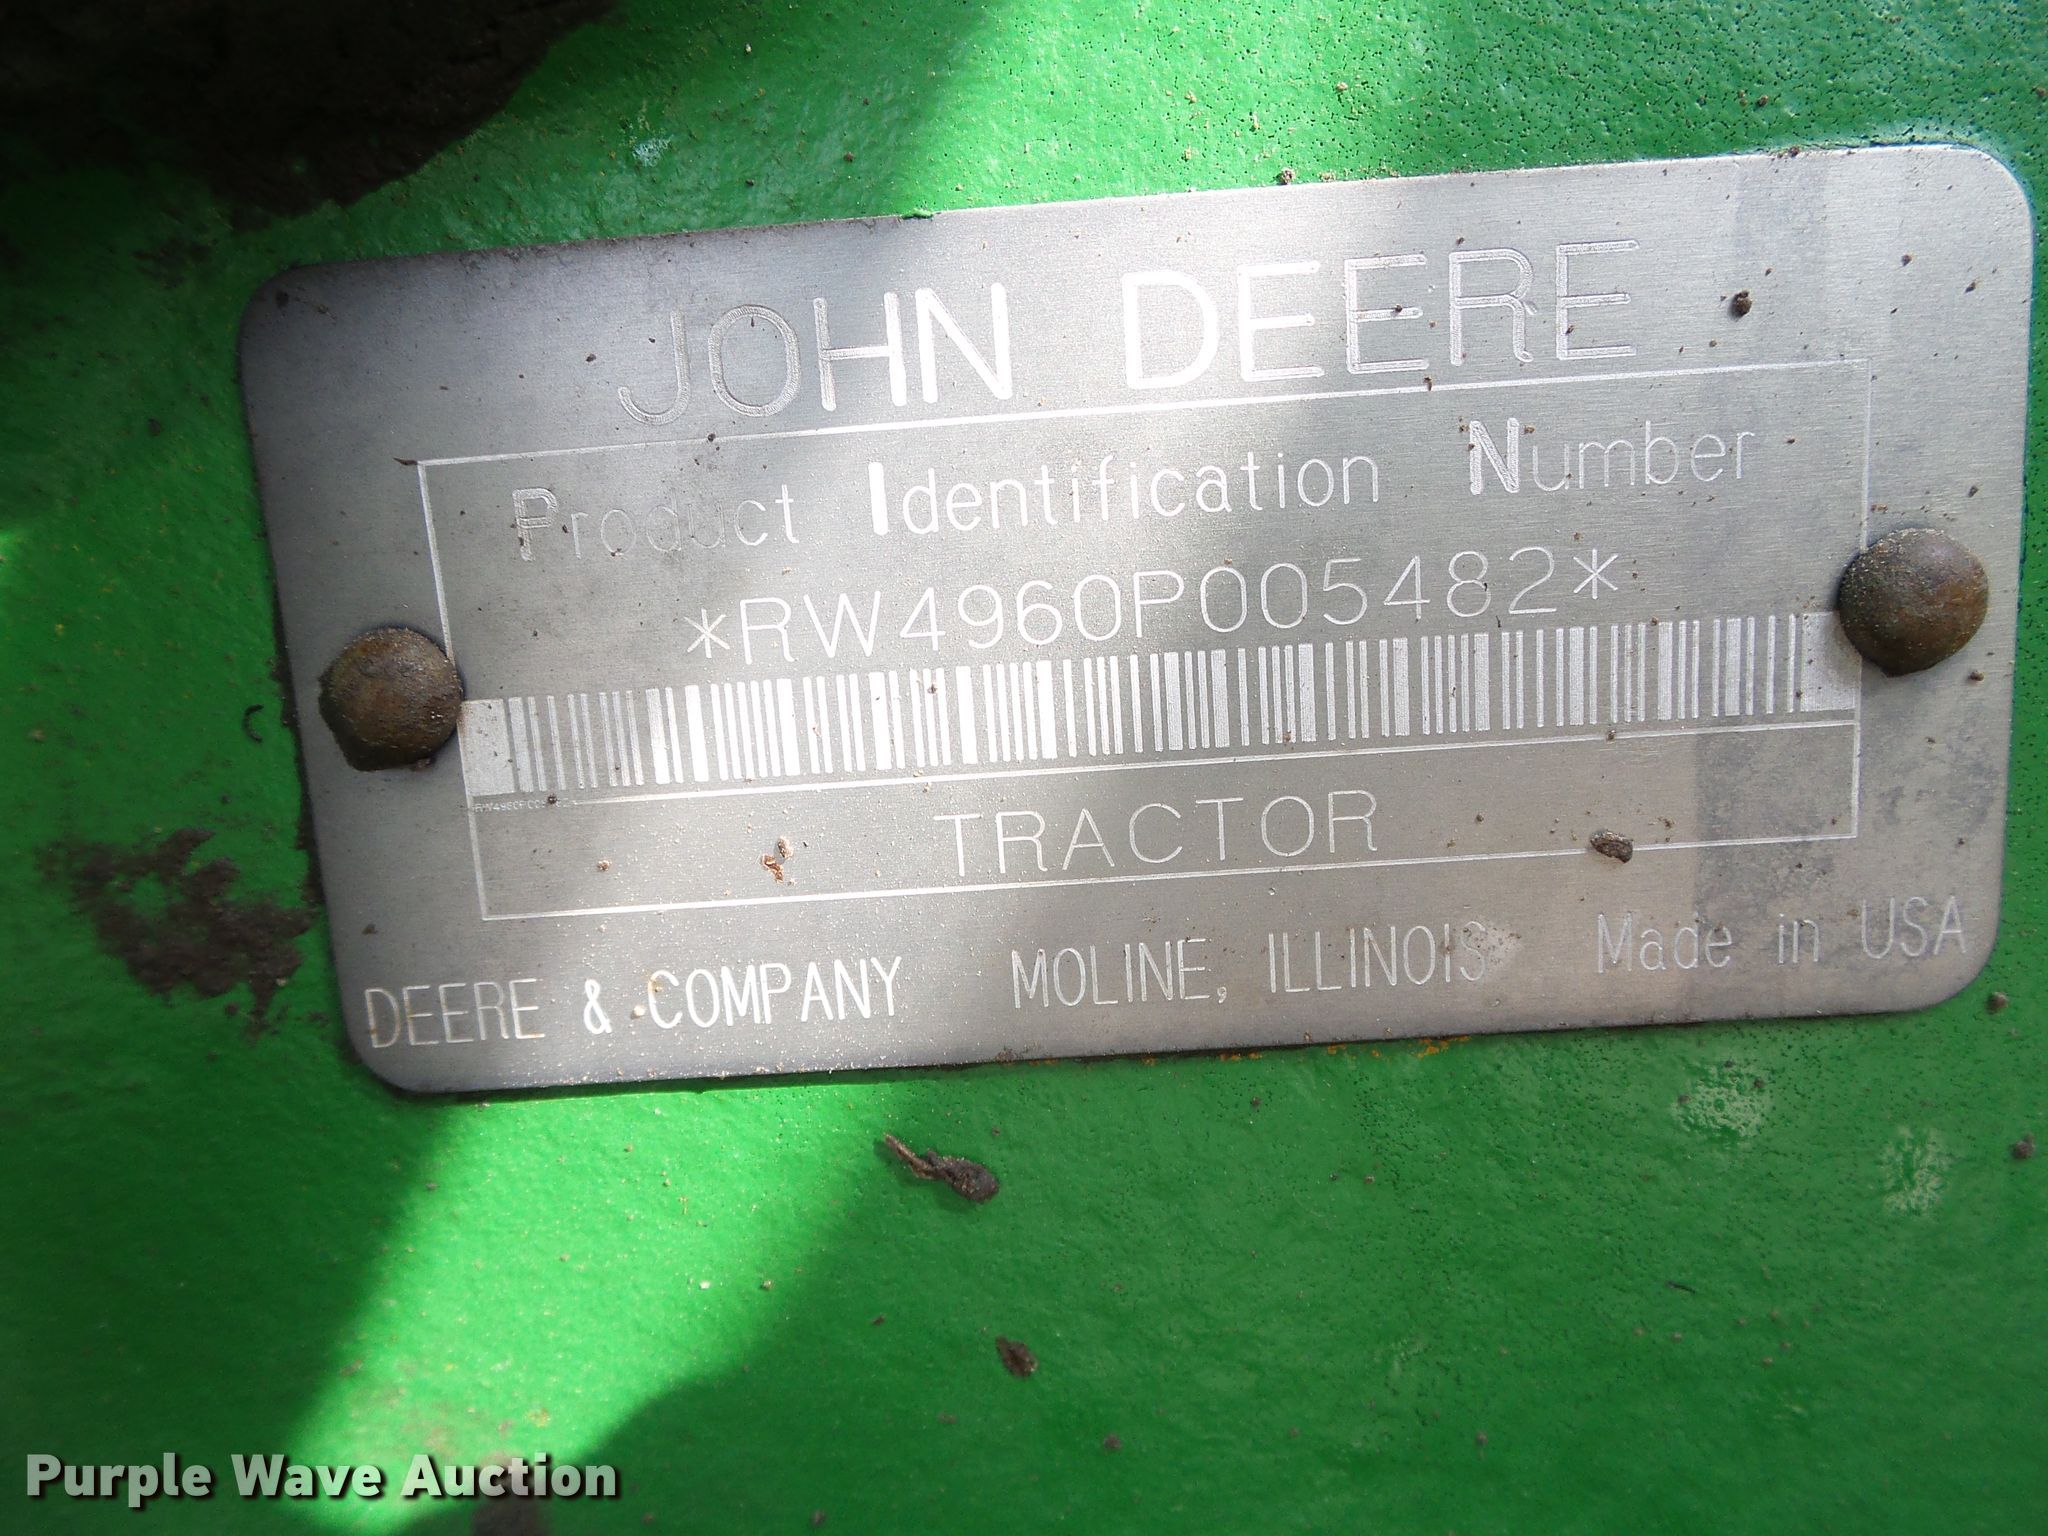 JOHN DEERE
Product Identification Number
*RW4960P005482*
TRACTOR
DEERE & COMPANY MOLINE, ILLINOIS Made in USA
Purple Wave Auction